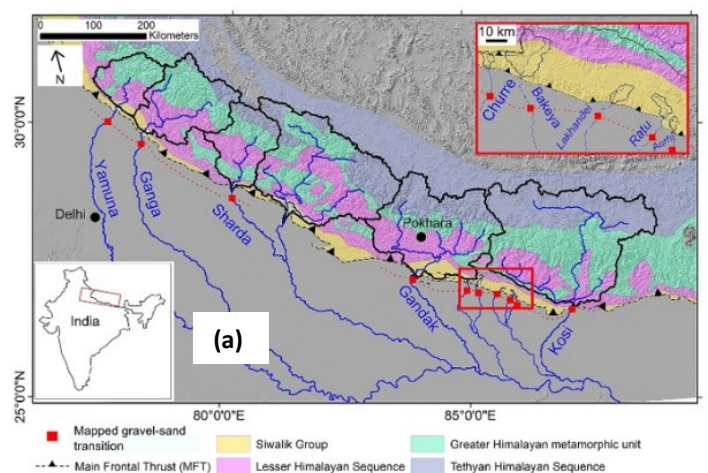 0 100 200
Kilometers
N
10 km
Churre
Bakeya
Lakhandei
Ratu
Aurhi
30°0'0"N
Yamuna
Ganga
Delhi
Sharda
Pokhara
Gandak
Kosi
India
(a)
25°0'0"N
80°0'0"E
85°0'0"E
Mapped gravel-sand
transition
Main Frontal Thrust (MFT)
Siwalik Group
Lesser Himalayan Sequence
Greater Himalayan metamorphic unit
Tethyan Himalayan Sequence